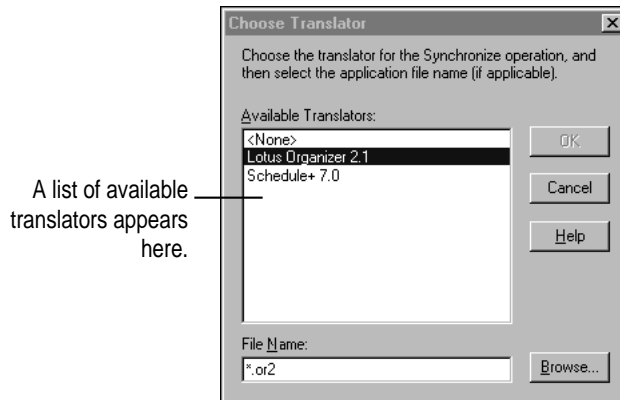 Choose Translator
Choose the translator for the Synchronize operation, and
then select the application file name (if applicable).
Available Translators:
<None>
Lotus Organizer 2.1
Schedule+ 7.0
OK
Cancel
Help
A list of available
translators appears
here.
File Name:
*.or2
Browse...